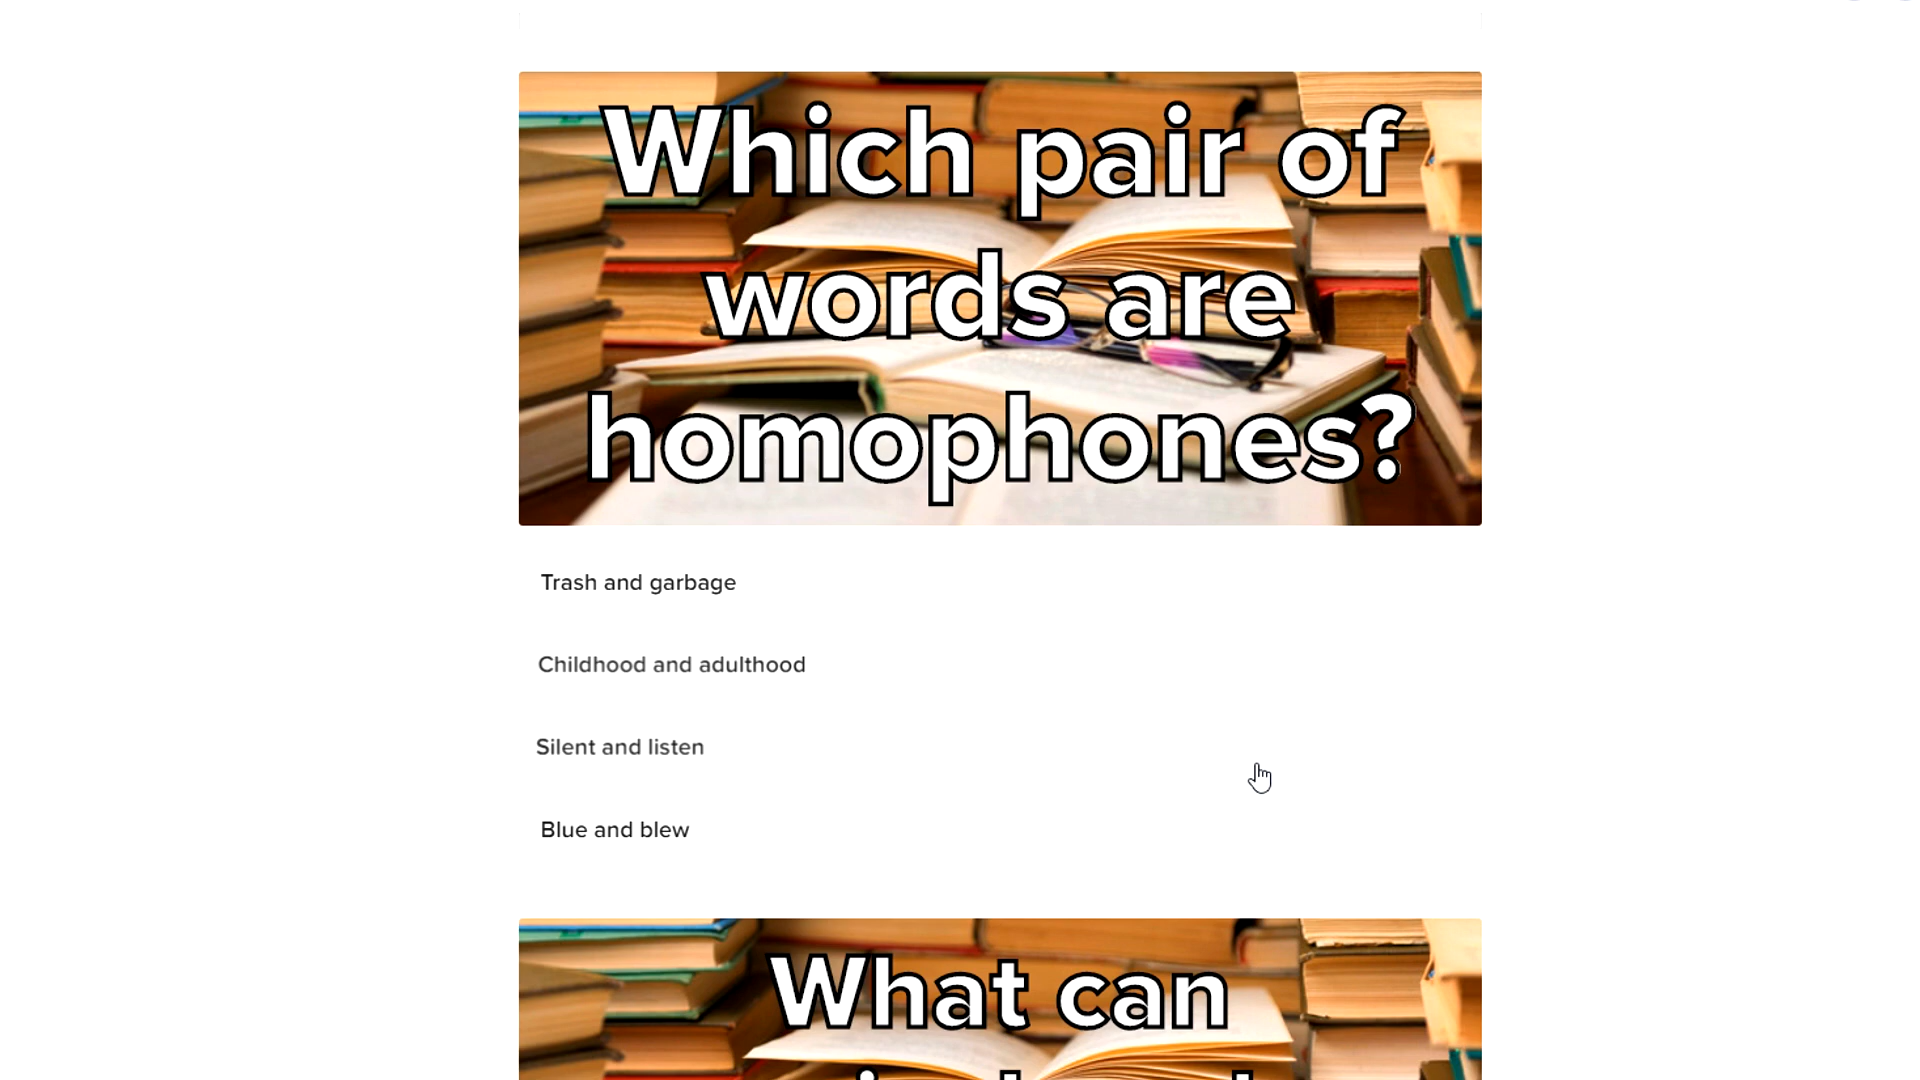 Which pair of
words are
homophones?
Trash and garbage
Childhood and adulthood
Silent and listen
Blue and blew
What can